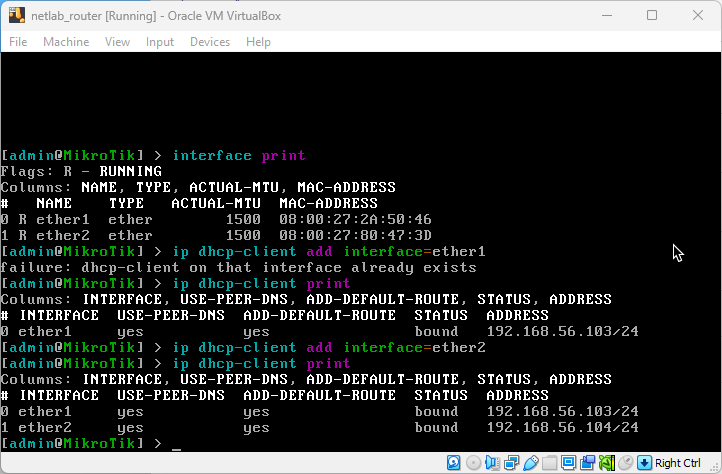 netlab_router [Running] - Oracle VM VirtualBox
File Machine View Input Devices Help
[admin@MikroTik] > interface print
Flags: R - RUNNING
Columns: NAME, TYPE, ACTUAL-MTU, MAC-ADDRESS
#   NAME    TYPE   ACTUAL-MTU  MAC-ADDRESS
0 R ether1  ether        1500  08:00:27:2A:50:46
1 R ether2  ether        1500  08:00:27:80:47:3D
[admin@MikroTik] > ip dhcp-client add interface=ether1
failure: dhcp-client on that interface already exists
[admin@MikroTik] > ip dhcp-client print
Columns: INTERFACE, USE-PEER-DNS, ADD-DEFAULT-ROUTE, STATUS, ADDRESS
# INTERFACE  USE-PEER-DNS  ADD-DEFAULT-ROUTE  STATUS  ADDRESS
0 ether1     yes           yes                bound   192.168.56.103/24
[admin@MikroTik] > ip dhcp-client add interface=ether2
[admin@MikroTik] > ip dhcp-client print
Columns: INTERFACE, USE-PEER-DNS, ADD-DEFAULT-ROUTE, STATUS, ADDRESS
# INTERFACE  USE-PEER-DNS  ADD-DEFAULT-ROUTE  STATUS  ADDRESS
0 ether1     yes           yes                bound   192.168.56.103/24
1 ether2     yes           yes                bound   192.168.56.104/24
[admin@MikroTik] > _
Right Ctrl